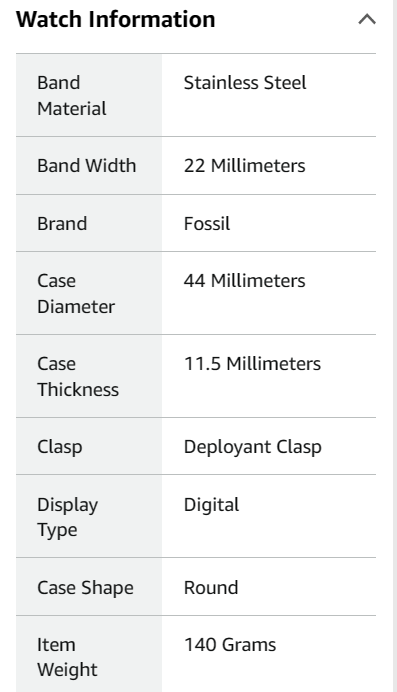 Watch Information
Band Material
Stainless Steel
Band Width
22 Millimeters
Brand
Fossil
Case Diameter
44 Millimeters
Case Thickness
11.5 Millimeters
Clasp
Deployant Clasp
Display Type
Digital
Case Shape
Round
Item Weight
140 Grams